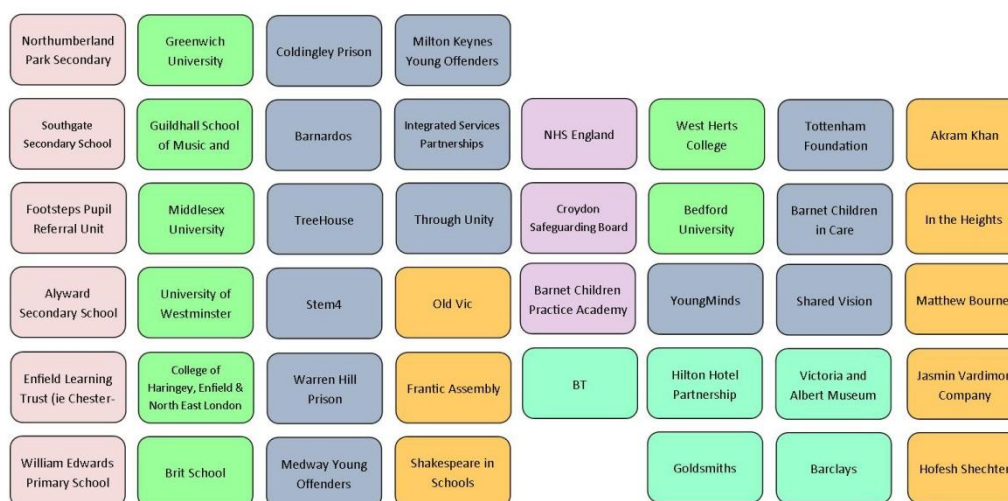 Northumberland
Park Secondary
Greenwich
University
Coldingley Prison
Milton Keynes
Young Offenders
Southgate
Secondary School
Guildhall School
of Music and
Barnardos
Integrated Services
Partnerships
NHS England
West Herts
College
Tottenham
Foundation
Akram Khan
Footsteps Pupil
Referral Unit
Middlesex
University
TreeHouse
Through Unity
Croydon
Safeguarding Board
Bedford
University
Barnet Children
in Care
In the Heights
Alyward
Secondary School
University of
Westminster
Stem4
Old Vic
Barnet Children
Practice Academy
YoungMinds
Shared Vision
Matthew Bourne
Enfield Learning
Trust (ie Chester-
College of
Haringey, Enfield &
North East London
Warren Hill
Prison
Frantic Assembly
BT
Hilton Hotel
Partnership
Victoria and
Albert Museum
Jasmin Vardimon
Company
William Edwards
Primary School
Brit School
Medway Young
Offenders
Shakespeare in
Schools
Goldsmiths
Barclays
Hofesh Shechter